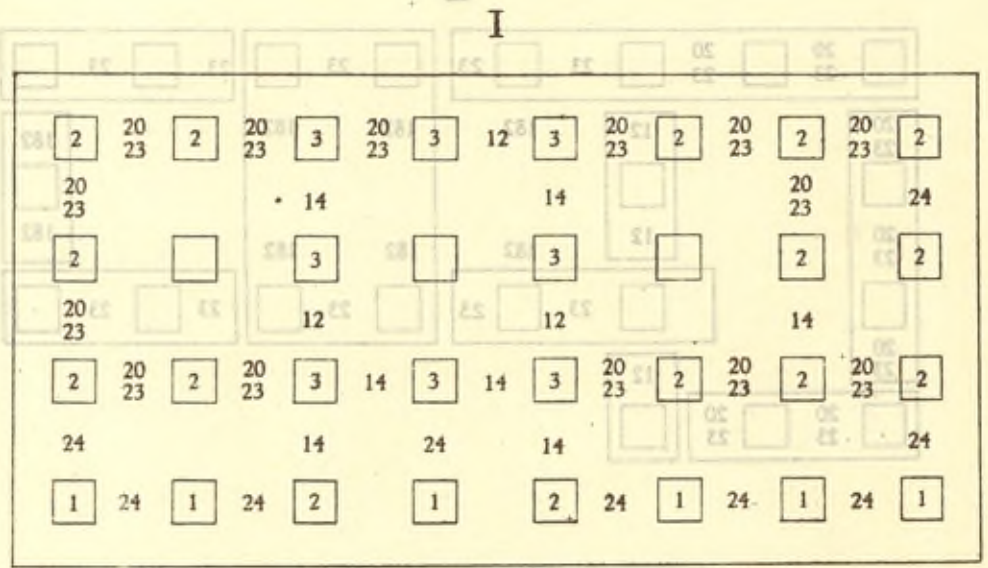 I
2 20 2 20 3 20 3 12 3 20 2 20 2 20 2
23 23 23 23 23 23
20 14 14 20 24
23 23
2 3 3 2 2
20 12 12 14
23
2 20 2 20 3 14 3 14 3 20 2 20 2 20 2
23 23 23 23 23
24 14 24 14 24
1 24 1 24 2 1 2 24 1 24 1 24 1